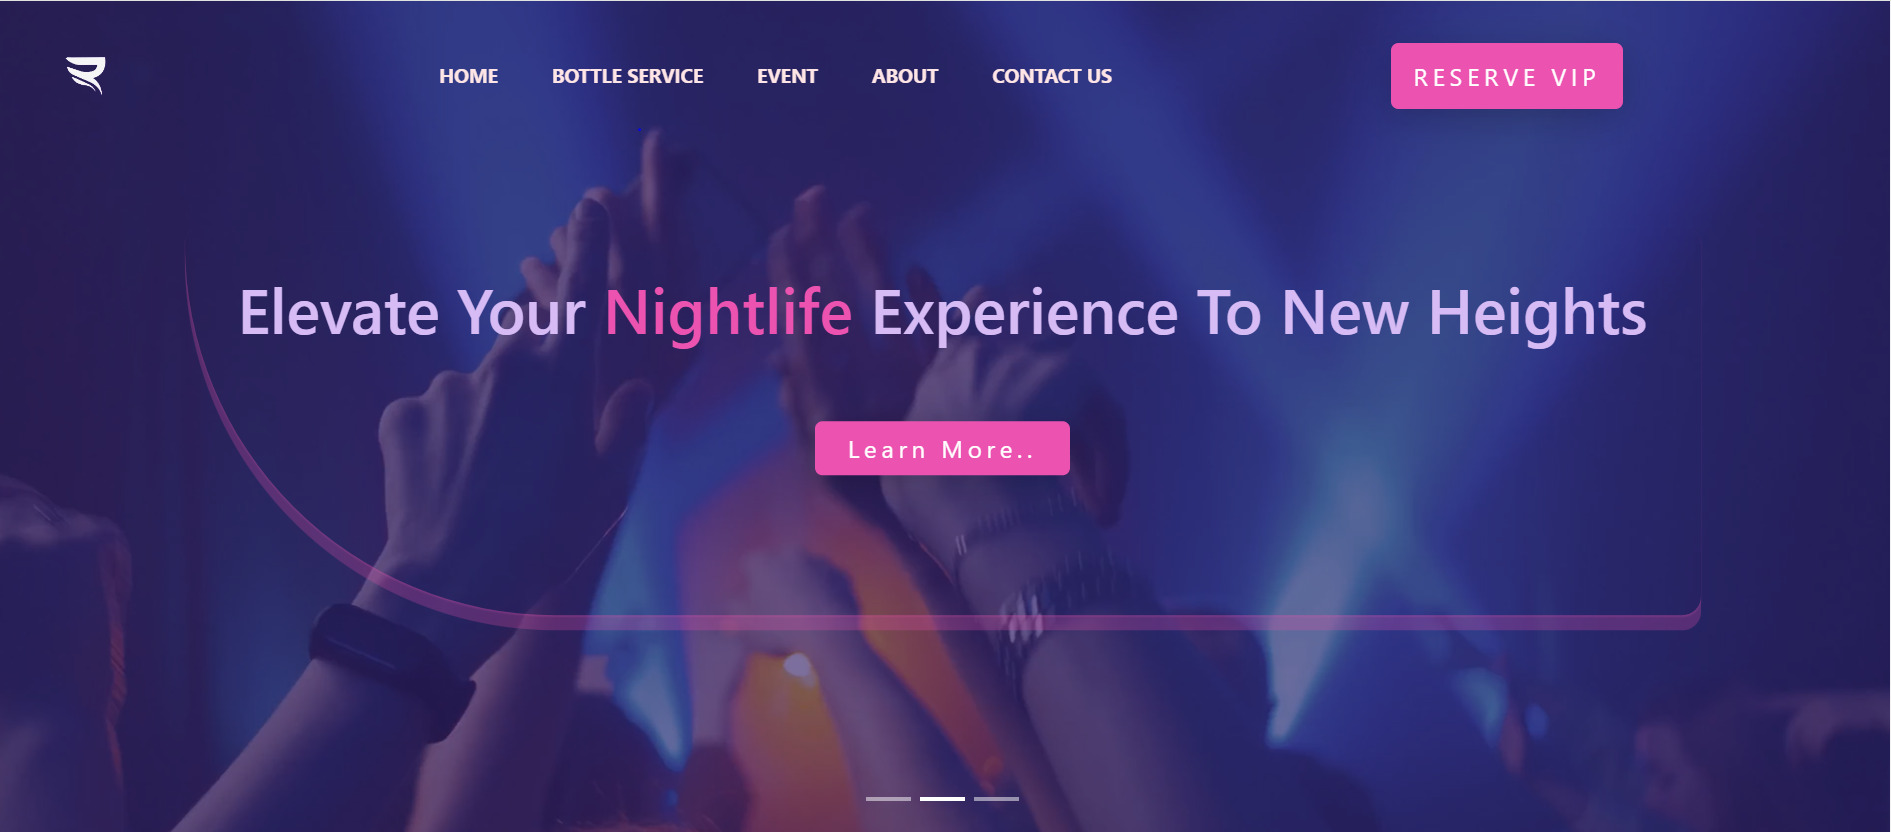 HOME BOTTLE SERVICE EVENT ABOUT CONTACT US RESERVE VIP
Elevate Your Nightlife Experience To New Heights
Learn More..